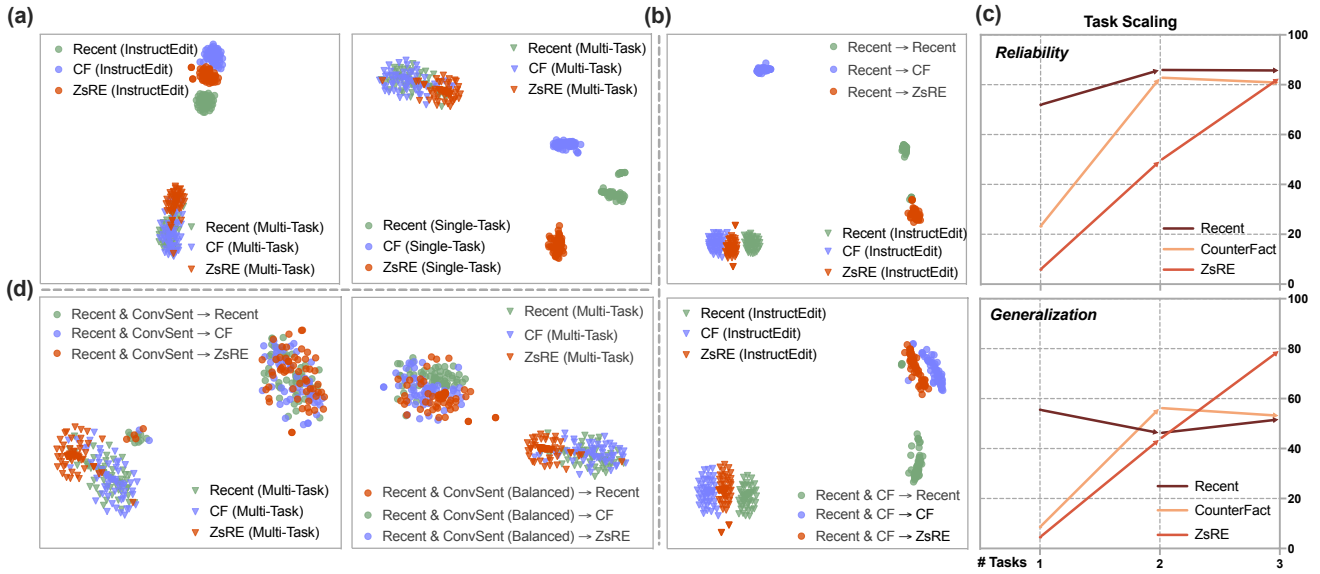 (a)
Recent (InstructEdit)
CF (InstructEdit)
ZsRE (InstructEdit)
Recent (Multi-Task)
CF (Multi-Task)
ZsRE (Multi-Task)
Recent (Multi-Task)
CF (Multi-Task)
ZsRE (Multi-Task)
Recent (Single-Task)
CF (Single-Task)
ZsRE (Single-Task)
(b)
Recent → Recent
Recent → CF
Recent → ZsRE
Recent (InstructEdit)
CF (InstructEdit)
ZsRE (InstructEdit)
Recent (InstructEdit)
CF (InstructEdit)
ZsRE (InstructEdit)
Recent & CF → Recent
Recent & CF → CF
Recent & CF → ZsRE
(c)
Task Scaling
Reliability
100
80
60
40
20
0
Recent
CounterFact
ZsRE
Generalization
100
80
60
40
20
0
Recent
CounterFact
ZsRE
# Tasks 1 2 3
(d)
Recent & ConvSent → Recent
Recent & ConvSent → CF
Recent & ConvSent → ZsRE
Recent (Multi-Task)
CF (Multi-Task)
ZsRE (Multi-Task)
Recent (Multi-Task)
CF (Multi-Task)
ZsRE (Multi-Task)
Recent & ConvSent (Balanced) → Recent
Recent & ConvSent (Balanced) → CF
Recent & ConvSent (Balanced) → ZsRE